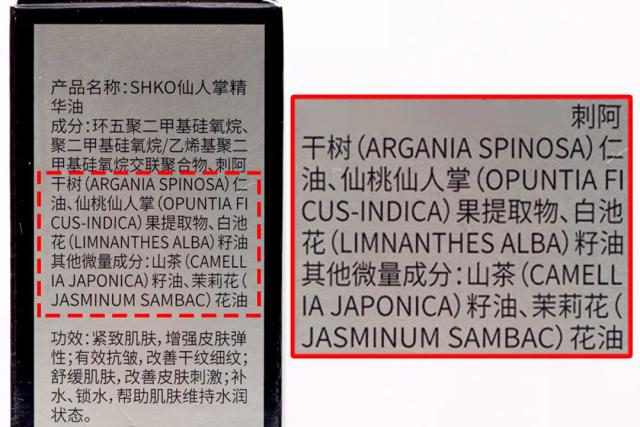 产品名称:SHKO仙人掌精
华油
成分:环五聚二甲基硅氧烷、
聚二甲基硅氧烷/乙烯基聚二
甲基硅氧烷交联聚合物、刺阿
干树(ARGANIA SPINOSA)仁
油、仙桃仙人掌(OPUNTIA FI
CUS-INDICA)果提取物、白池
花(LIMNANTHES ALBA)籽油
其他微量成分:山茶(CAMELL
IA JAPONICA)籽油、茉莉花(
JASMINUM SAMBAC)花油
功效:紧致肌肤,增强皮肤弹
性;有效抗皱,改善干纹细纹;
舒缓肌肤,改善皮肤刺激;补
水、锁水,帮助肌肤维持水润
状态。
刺阿
干树(ARGANIA SPINOSA)仁
油、仙桃仙人掌(OPUNTIA FI
CUS-INDICA)果提取物、白池
花(LIMNANTHES ALBA)籽油
其他微量成分:山茶(CAMELL
IA JAPONICA)籽油、茉莉花(
JASMINUM SAMBAC)花油